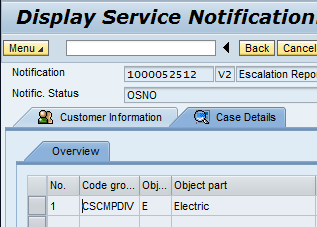 Display Service Notification
Menu Back Cancel
Notification 1000052512 V2 Escalation Repor
Notific. Status OSNO
Customer Information Case Details
Overview
No. Code gro... Obj... Object part
1 CSCMPDIV E Electric